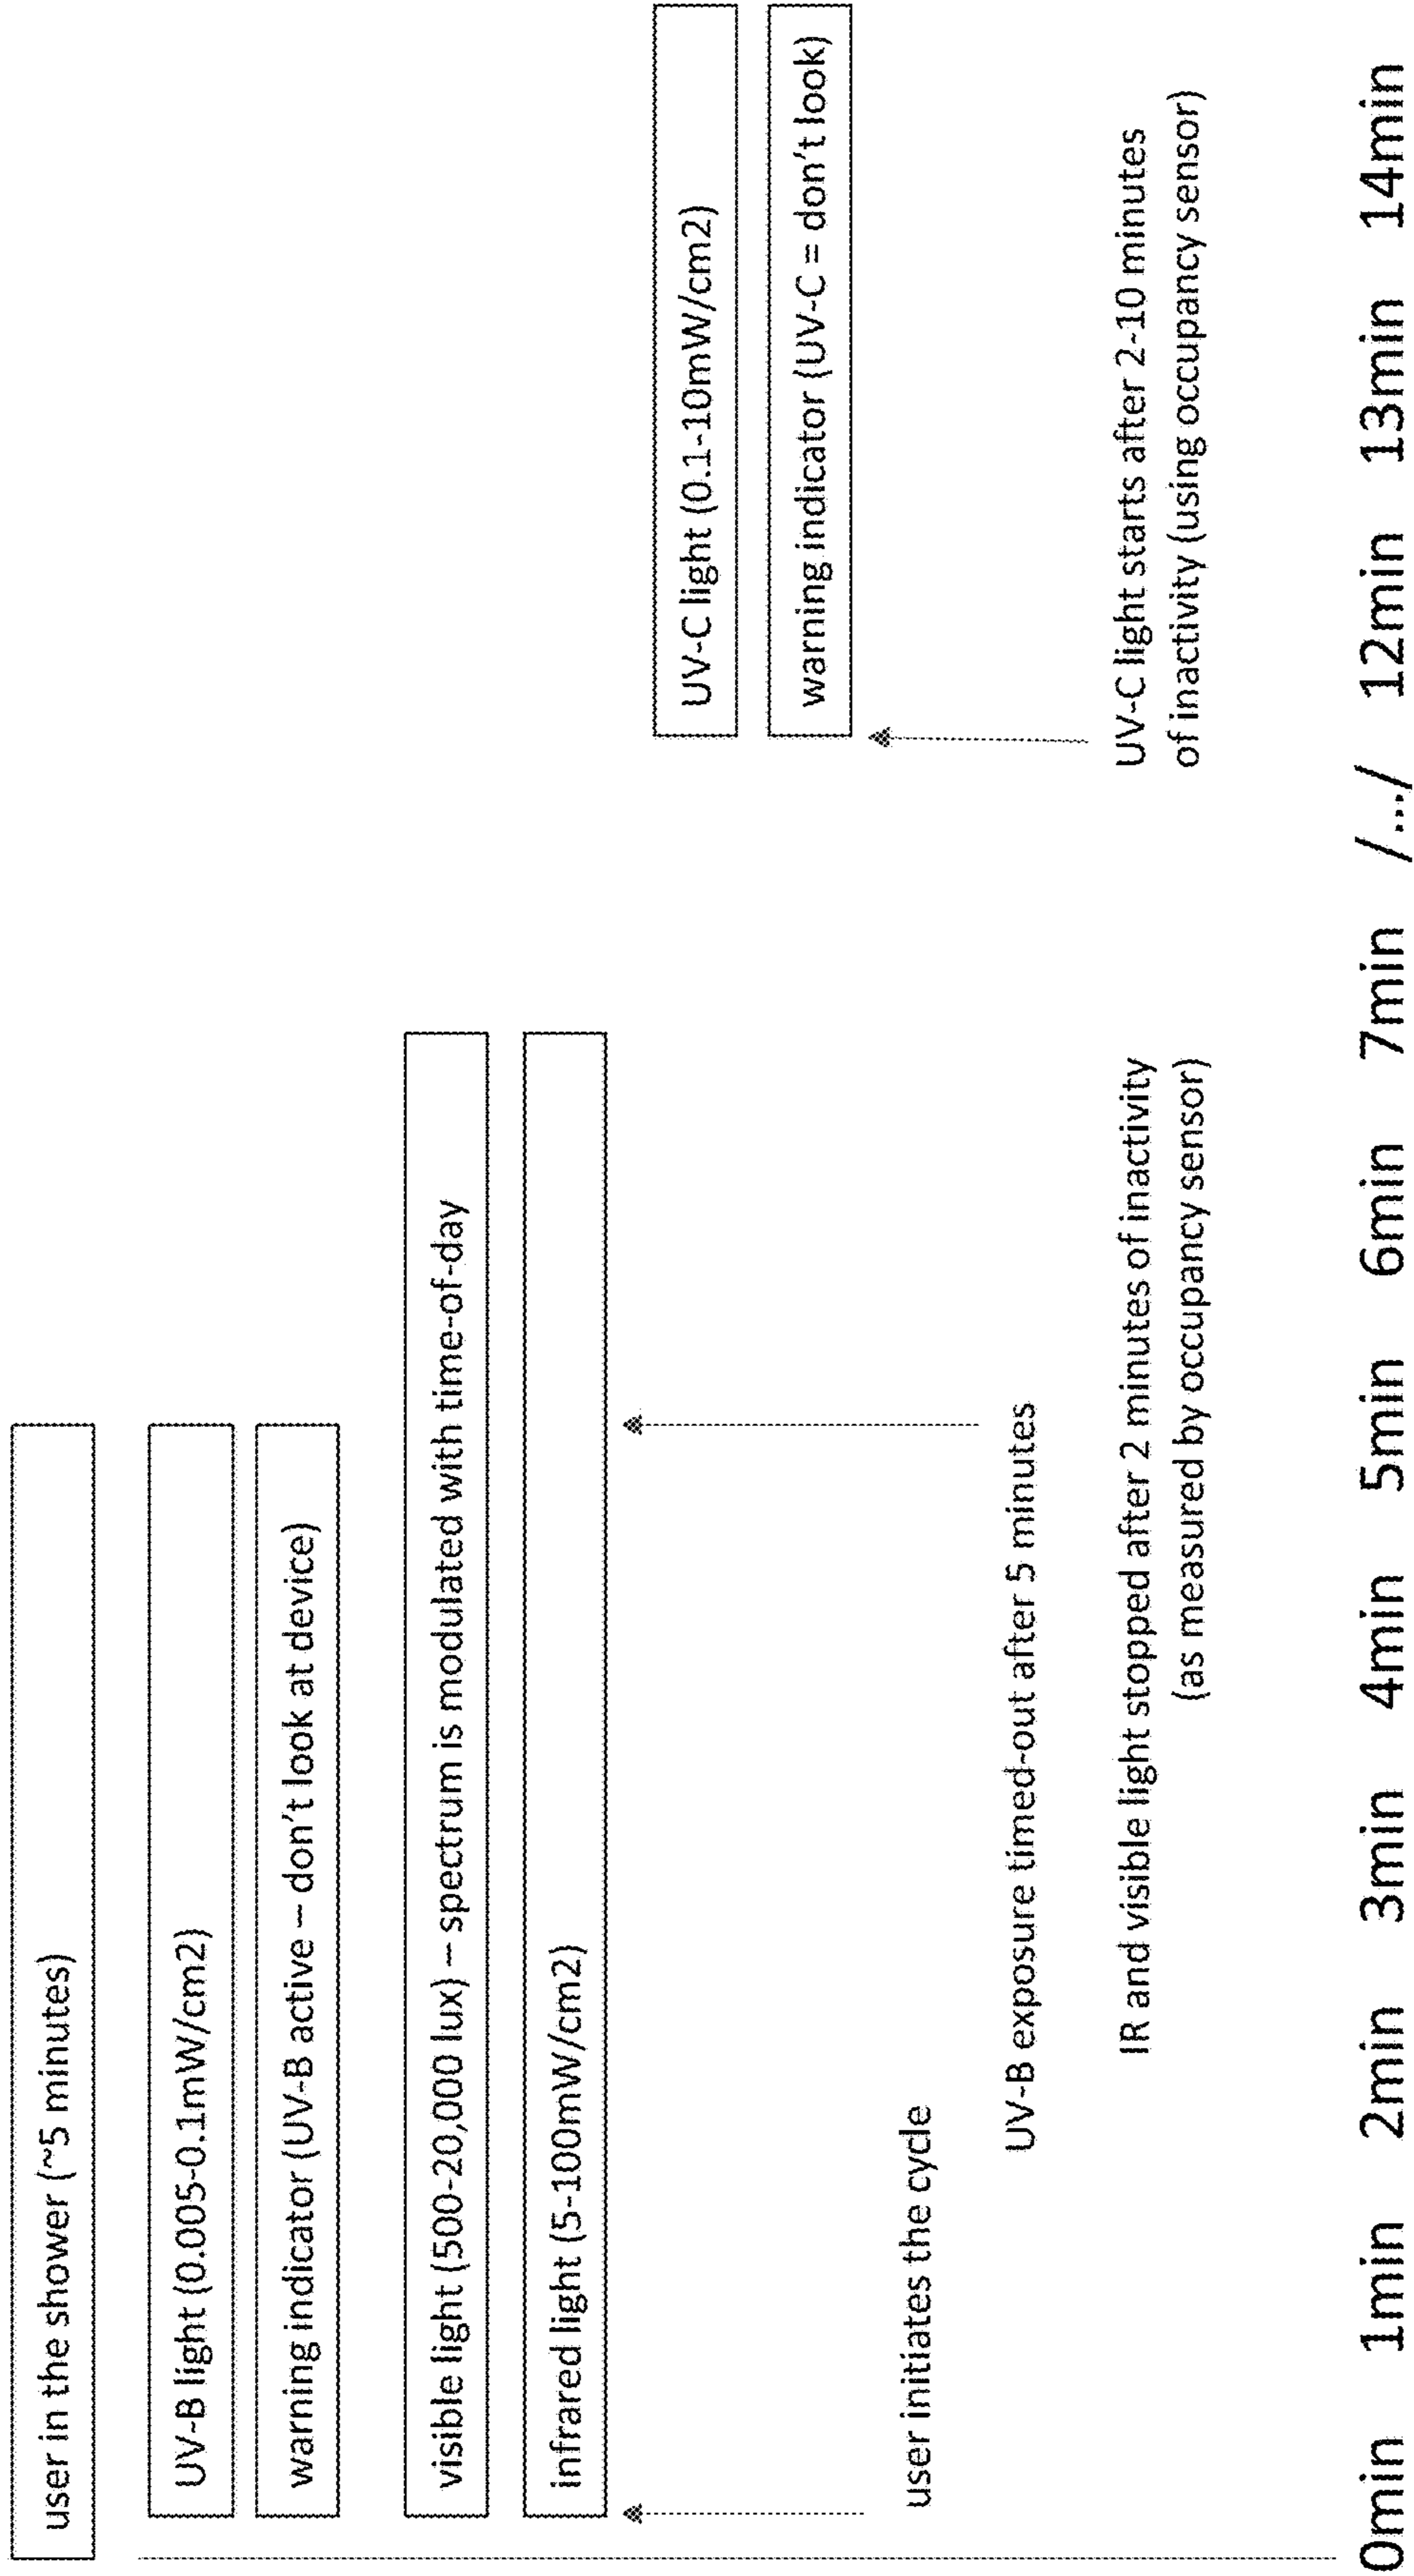 user in the shower (~5 minutes)
UV-B light (0.005-0.1mW/cm2)
warning indicator (UV-B active – don't look at device)
visible light (500-20,000 lux) – spectrum is modulated with time-of-day
infrared light (5-100mW/cm2)
UV-C light (0.1-10mW/cm2)
warning indicator (UV-C = don't look)
user initiates the cycle
UV-B exposure timed-out after 5 minutes
IR and visible light stopped after 2 minutes of inactivity
(as measured by occupancy sensor)
UV-C light starts after 2-10 minutes
of inactivity (using occupancy sensor)
0min 1min 2min 3min 4min 5min 6min 7min /.../ 12min 13min 14min